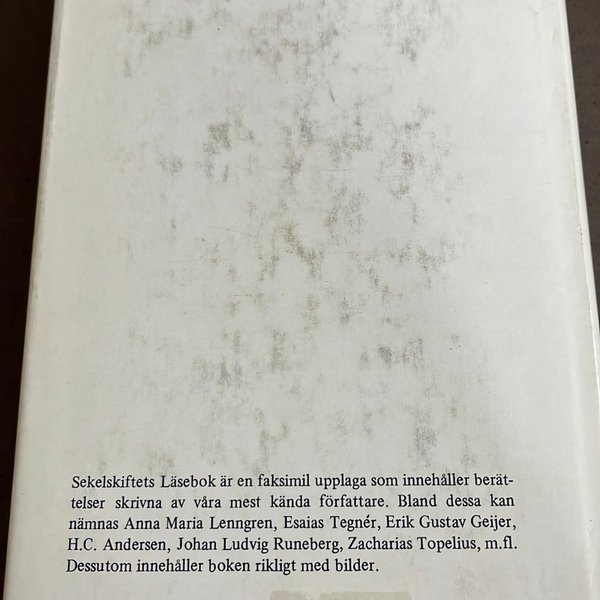 Sekelskiftets Läsebok är en faksimil upplaga som innehåller berät-
telser skrivna av våra mest kända författare. Bland dessa kan
nämnas Anna Maria Lenngren, Esaias Tegnér, Erik Gustav Geijer,
H.C. Andersen, Johan Ludvig Runeberg, Zacharias Topelius, m.fl.
Dessutom innehåller boken rikligt med bilder.